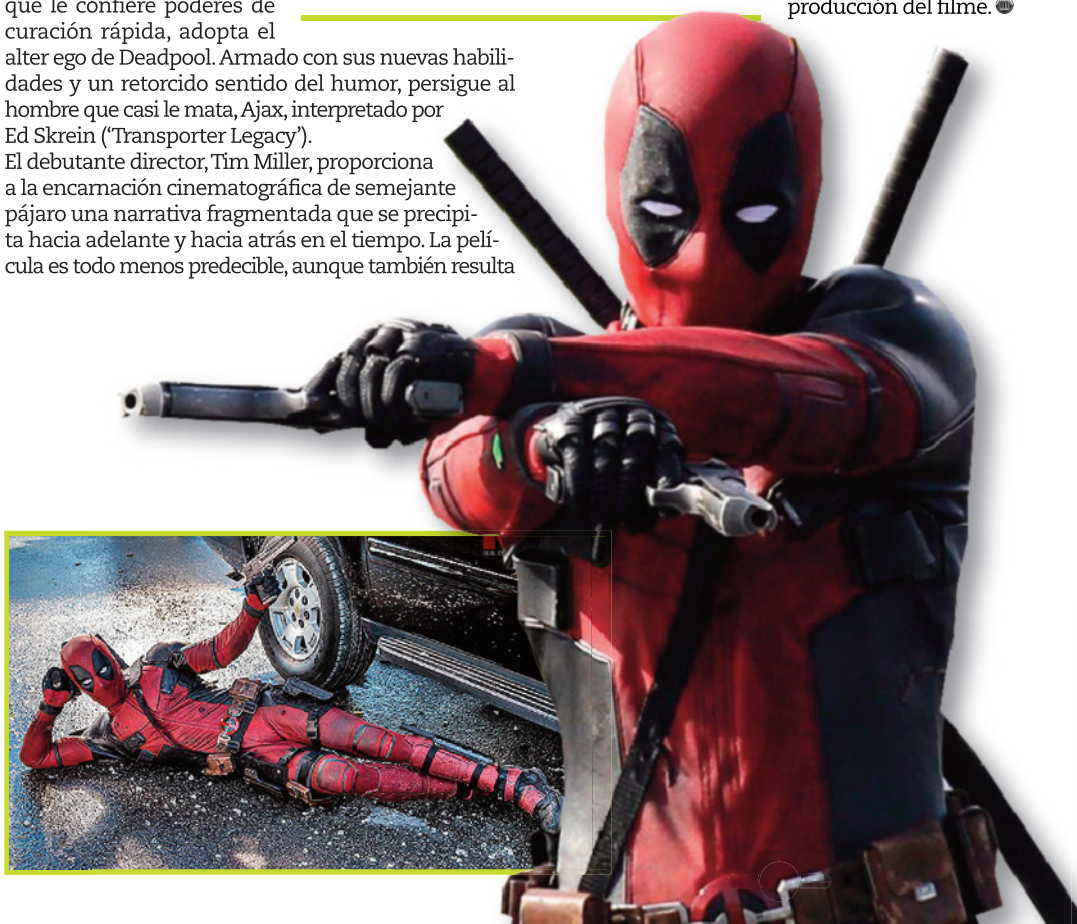 que le confiere poderes de
curación rápida, adopta el
alter ego de Deadpool. Armado con sus nuevas habili-
dades y un retorcido sentido del humor, persigue al
hombre que casi le mata, Ajax, interpretado por
Ed Skrein (‘Transporter Legacy’).
El debutante director, Tim Miller, proporciona
a la encarnación cinematográfica de semejante
pájaro una narrativa fragmentada que se precipi-
ta hacia adelante y hacia atrás en el tiempo. La pelí-
cula es todo menos predecible, aunque también resulta
producción del filme.